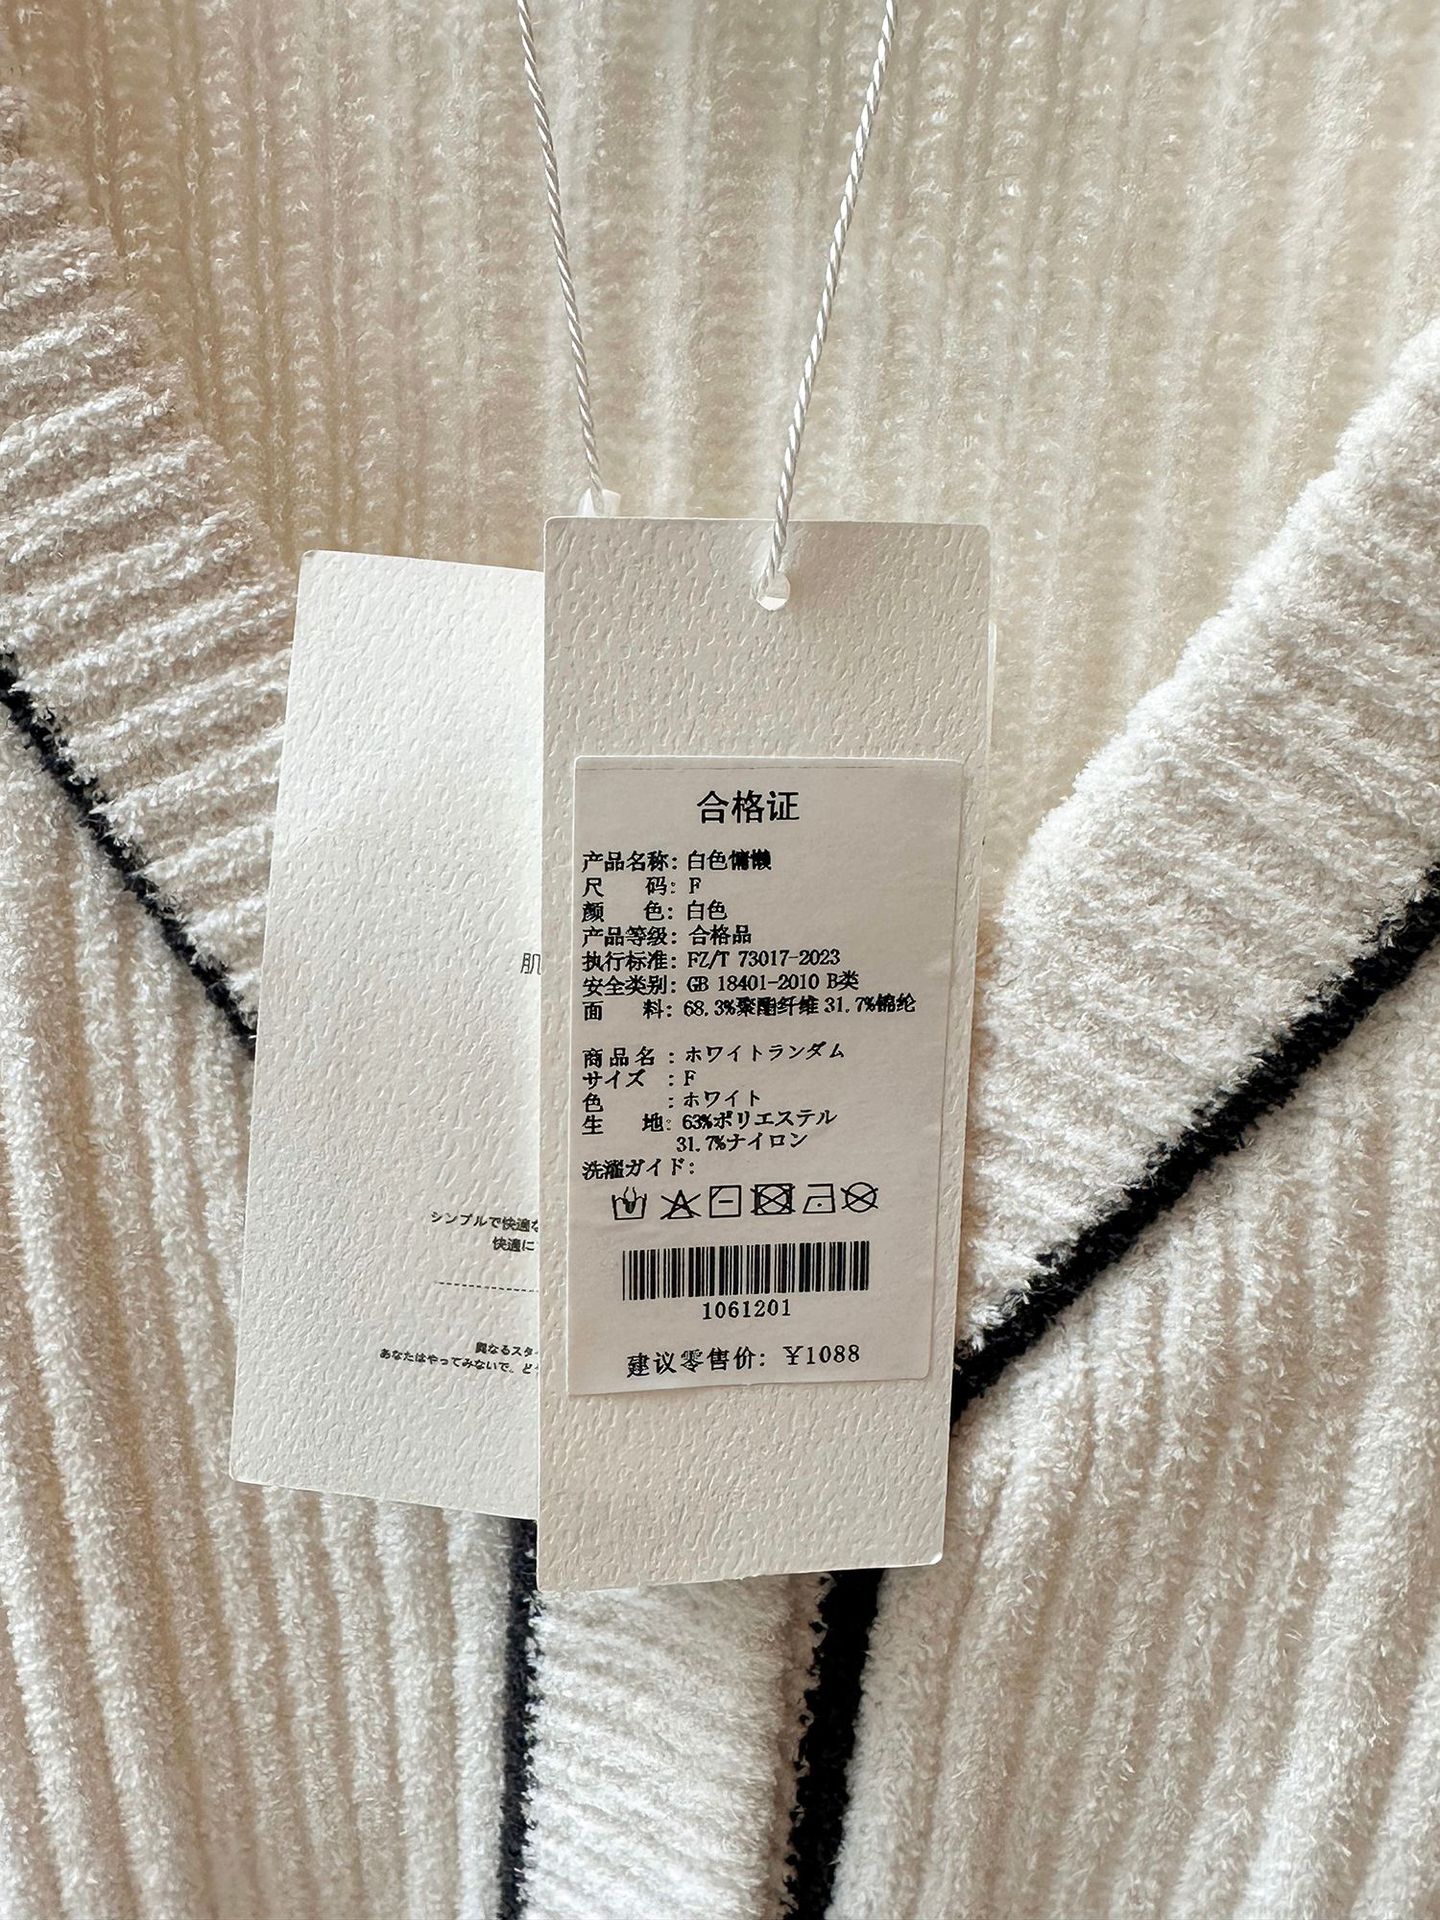 合格证
产品名称: 白色慵懒
尺 码: F
颜 色: 白色
产品等级: 合格品
执行标准: FZ/T 73017-2023
安全类别: GB 18401-2010 B类
面 料: 68.3%聚酯纤维 31.7%锦纶
商品名 : ホワイトランダム
サイズ : F
色 : ホワイト
生 地: 63%ポリエステル
31.7%ナイロン
洗濯ガイド:
1061201
建议零售价: ¥1088
肌
シンプルで快適な
快適に
異なるスタイ
あなたはやってみないで、ど